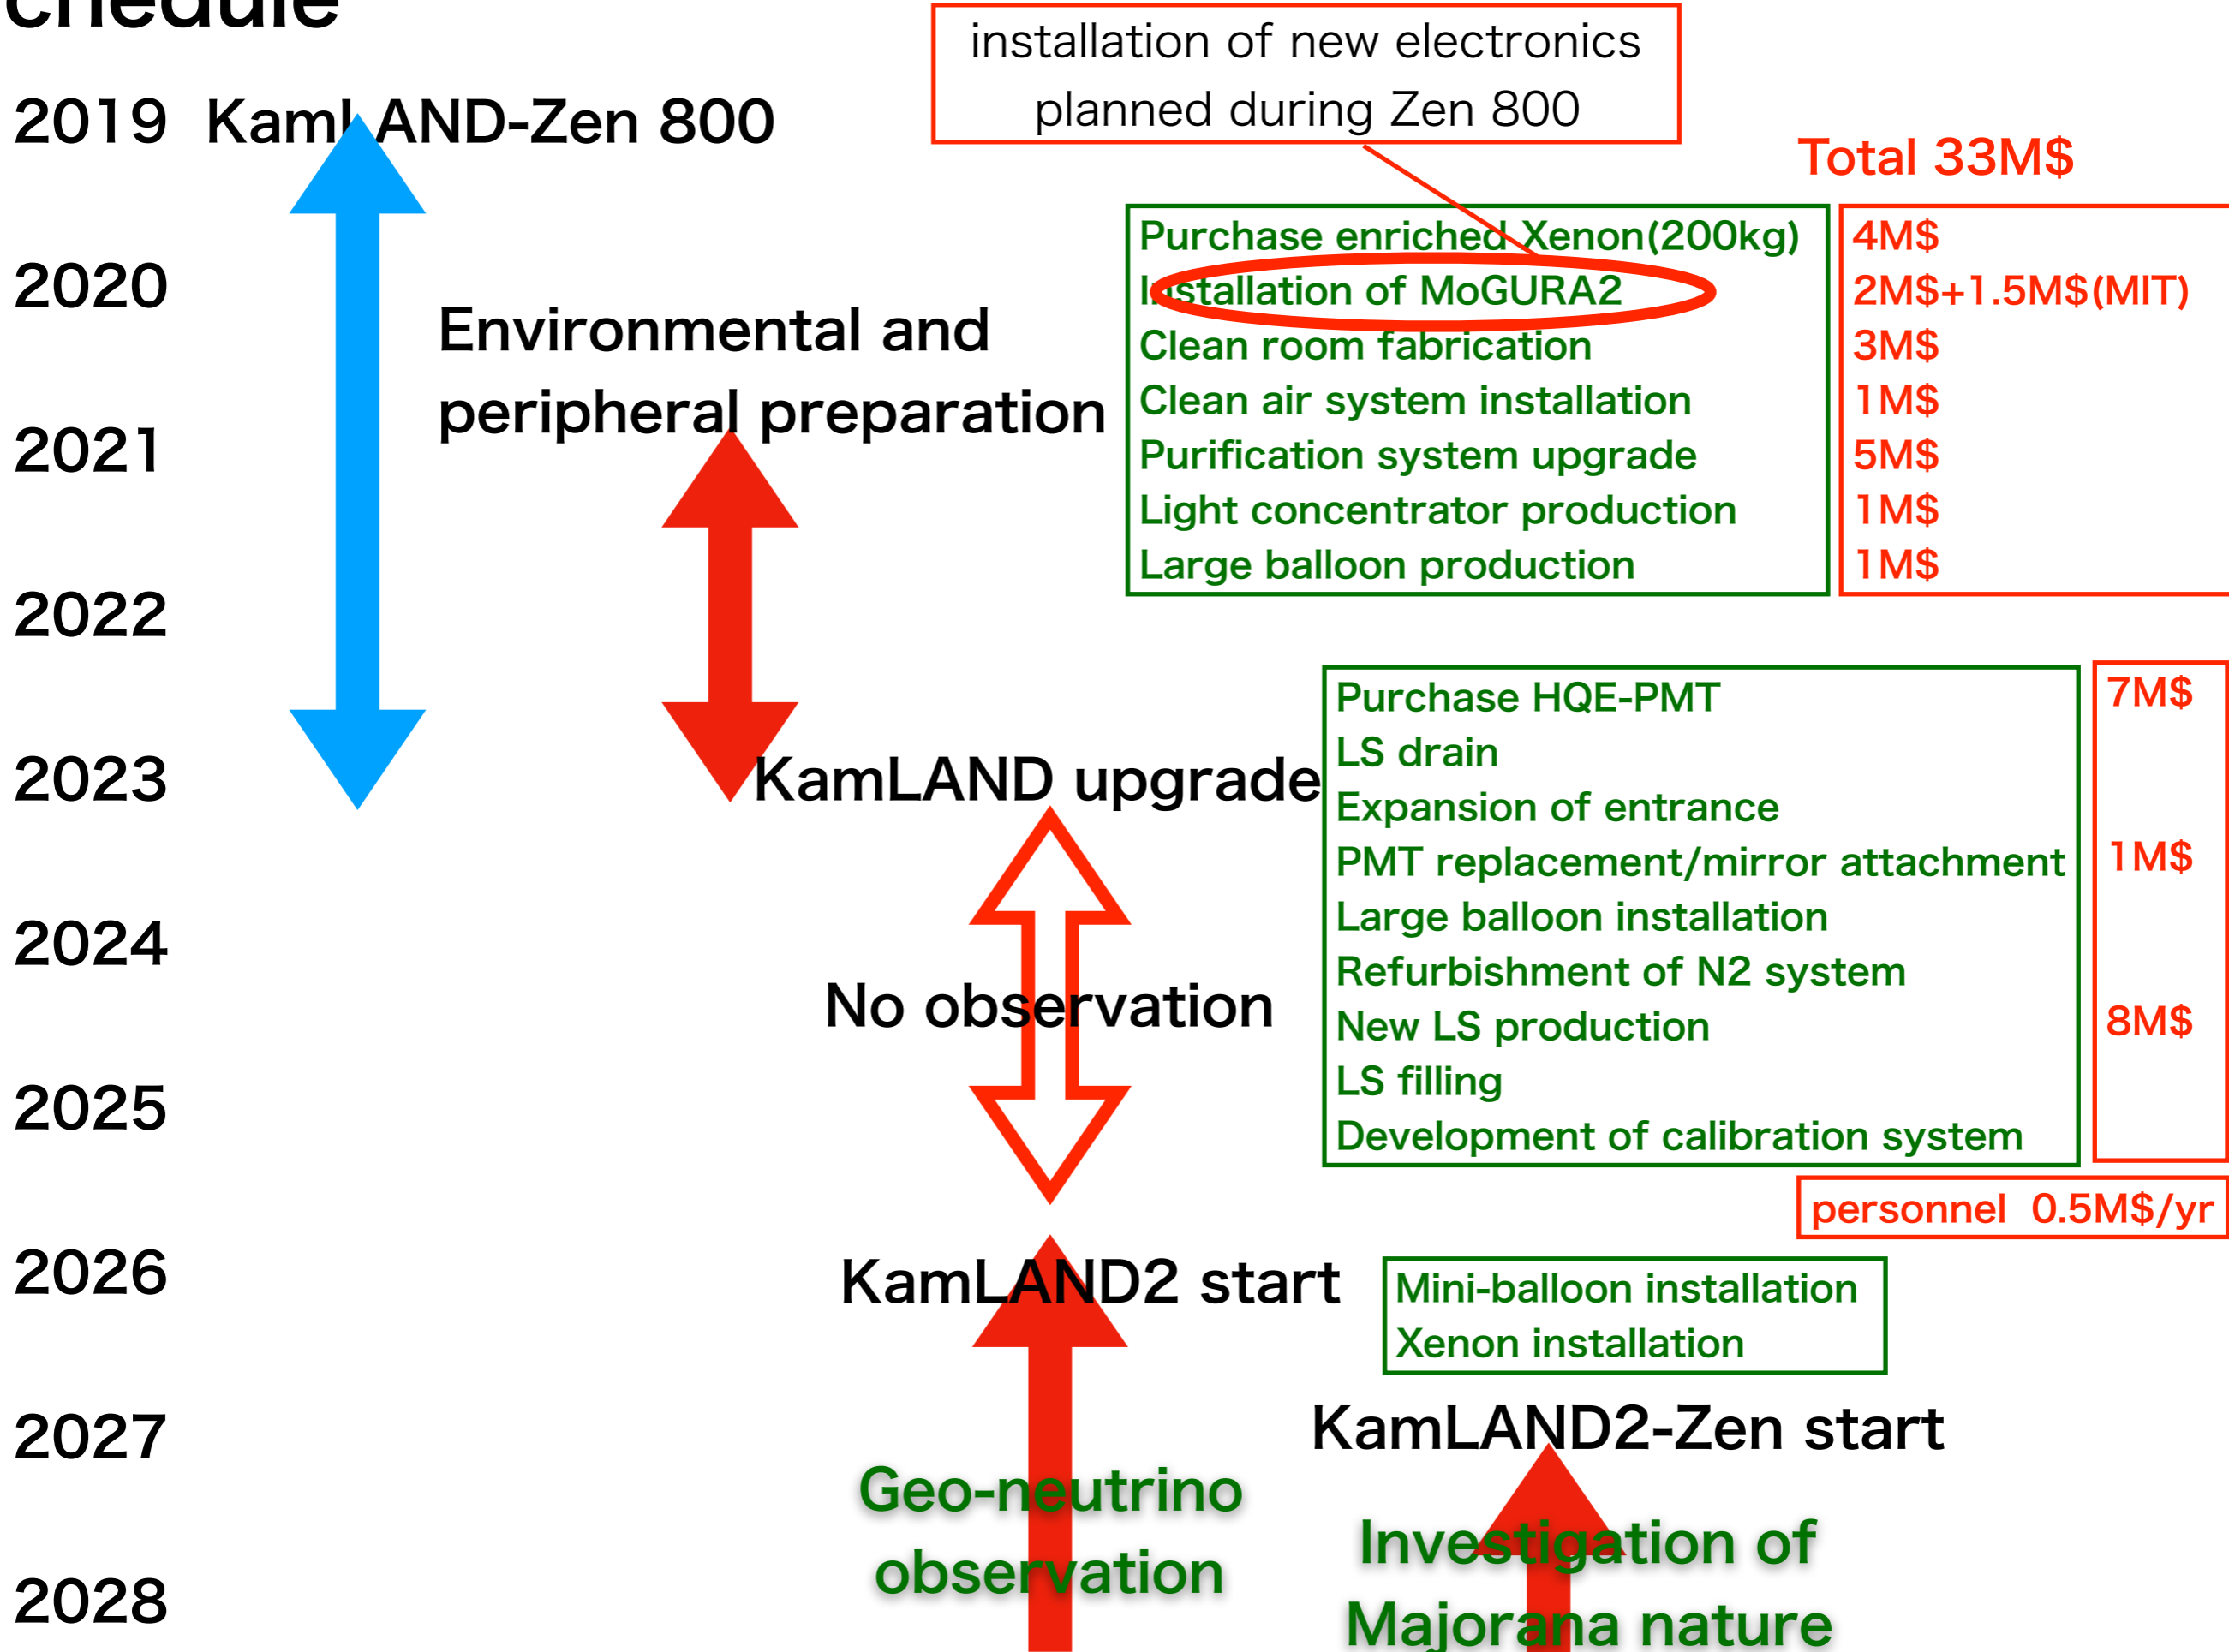 chedule
installation of new electronics
planned during Zen 800
2019 KamLAND-Zen 800
Total 33M$
Purchase enriched Xenon(200kg) 4M$
2020
Installation of MoGURA2 2M$+1.5M$(MIT)
Environmental and
peripheral preparation
Clean room fabrication 3M$
Clean air system installation 1M$
2021
Purification system upgrade 5M$
Light concentrator production 1M$
Large balloon production 1M$
2022
Purchase HQE-PMT 7M$
LS drain
2023
KamLAND upgrade
Expansion of entrance
PMT replacement/mirror attachment 1M$
Large balloon installation
2024
Refurbishment of N2 system
No observation
New LS production 8M$
LS filling
2025
Development of calibration system
personnel 0.5M$/yr
2026
KamLAND2 start
Mini-balloon installation
Xenon installation
2027
KamLAND2-Zen start
Geo-neutrino
observation
Investigation of
Majorana nature
2028